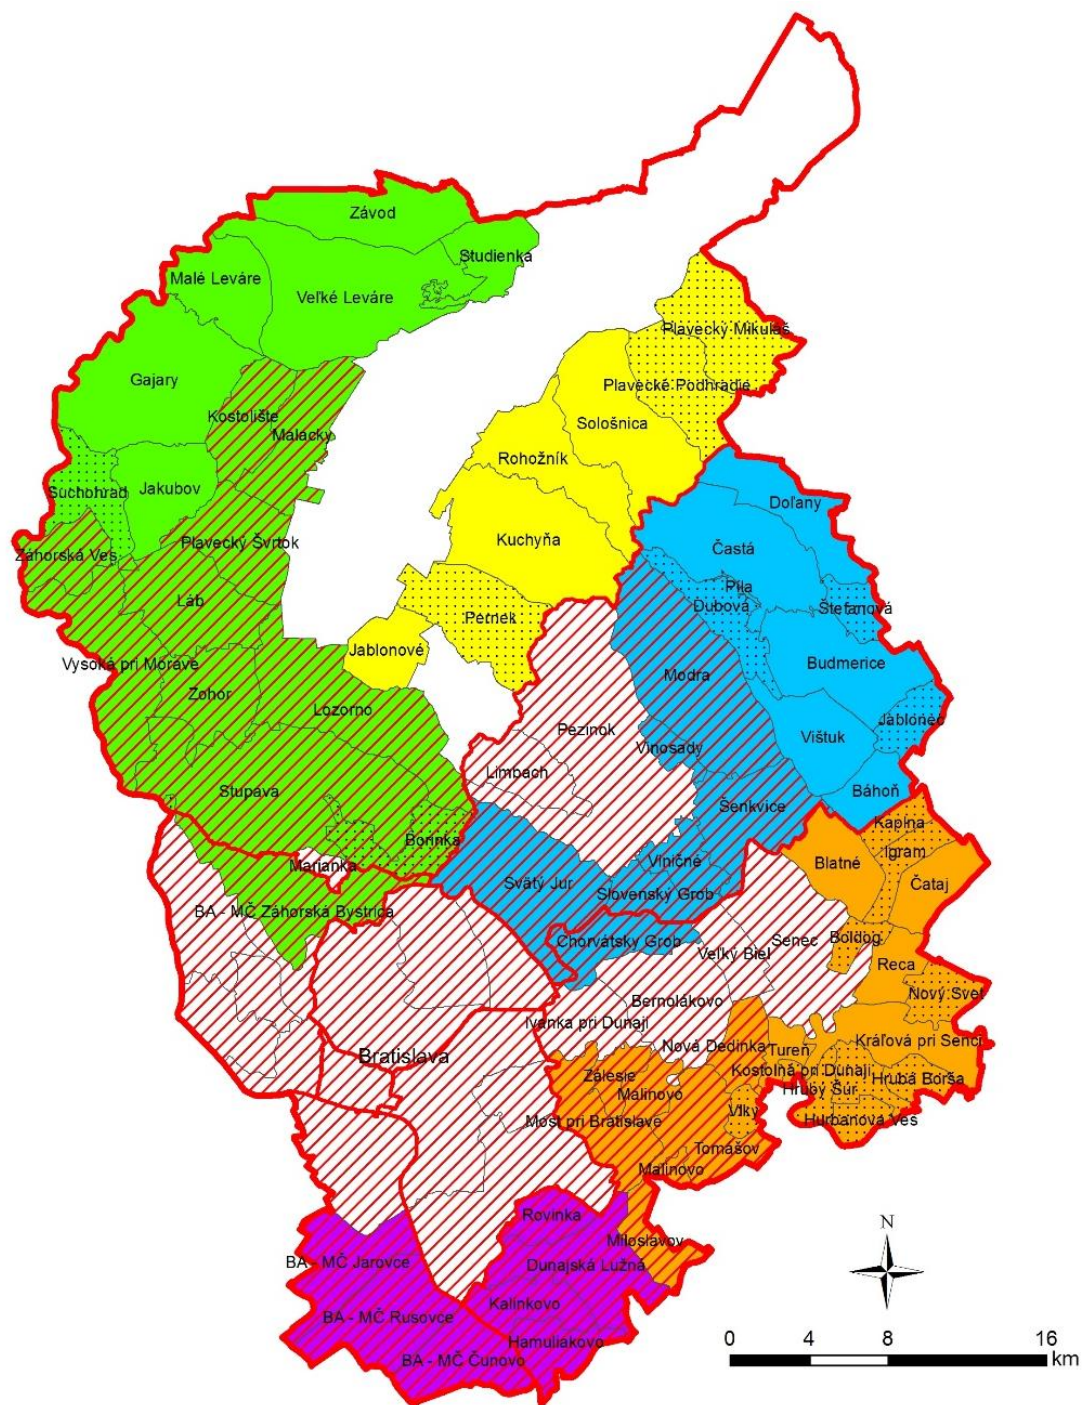 Závod
Studienka
Malé Leváre
Veľké Leváre
Plavecký Mikuláš
Gajary
Plavecké Podhradie
Kostolište
Sološnica
Malacky
Rohožník
Suchohrad
Jakubov
Doľany
Kuchyňa
Plavecký Švrtok
Častá
Záhorská Ves
Píla
Láb
Dubová
Štefanová
Pernek
Jablonové
Vysoká pri Morave
Budmerice
Modra
Zohor
Lozorno
Jablonec
Pezinok
Vištuk
Vinosady
Limbach
Stupava
Šenkvice
Báhoň
Kaplna
Borinka
Igram
Marianka
Viničné
Blatné
Svätý Jur
Čataj
Slovenský Grob
BA - MČ Záhorská Bystrica
Boldog
Chorvátsky Grob
Senec
Veľký Biel
Reca
Nový Svet
Bernolákovo
Ivanka pri Dunaji
Kráľová pri Senci
Nová Dedinka
Tureň
Bratislava
Kostolná pri Dunaji
Zálesie
Hrubá Borša
Hrubý Šúr
Malinovo
Vlky
Most pri Bratislave
Hurbanova Ves
Tomášov
Malinovo
Rovinka
N
Miloslavov
BA - MČ Jarovce
Dunajská Lužná
Kalinkovo
BA - MČ Rusovce
Hamuliakovo
BA - MČ Čunovo
0 4 8 16
km